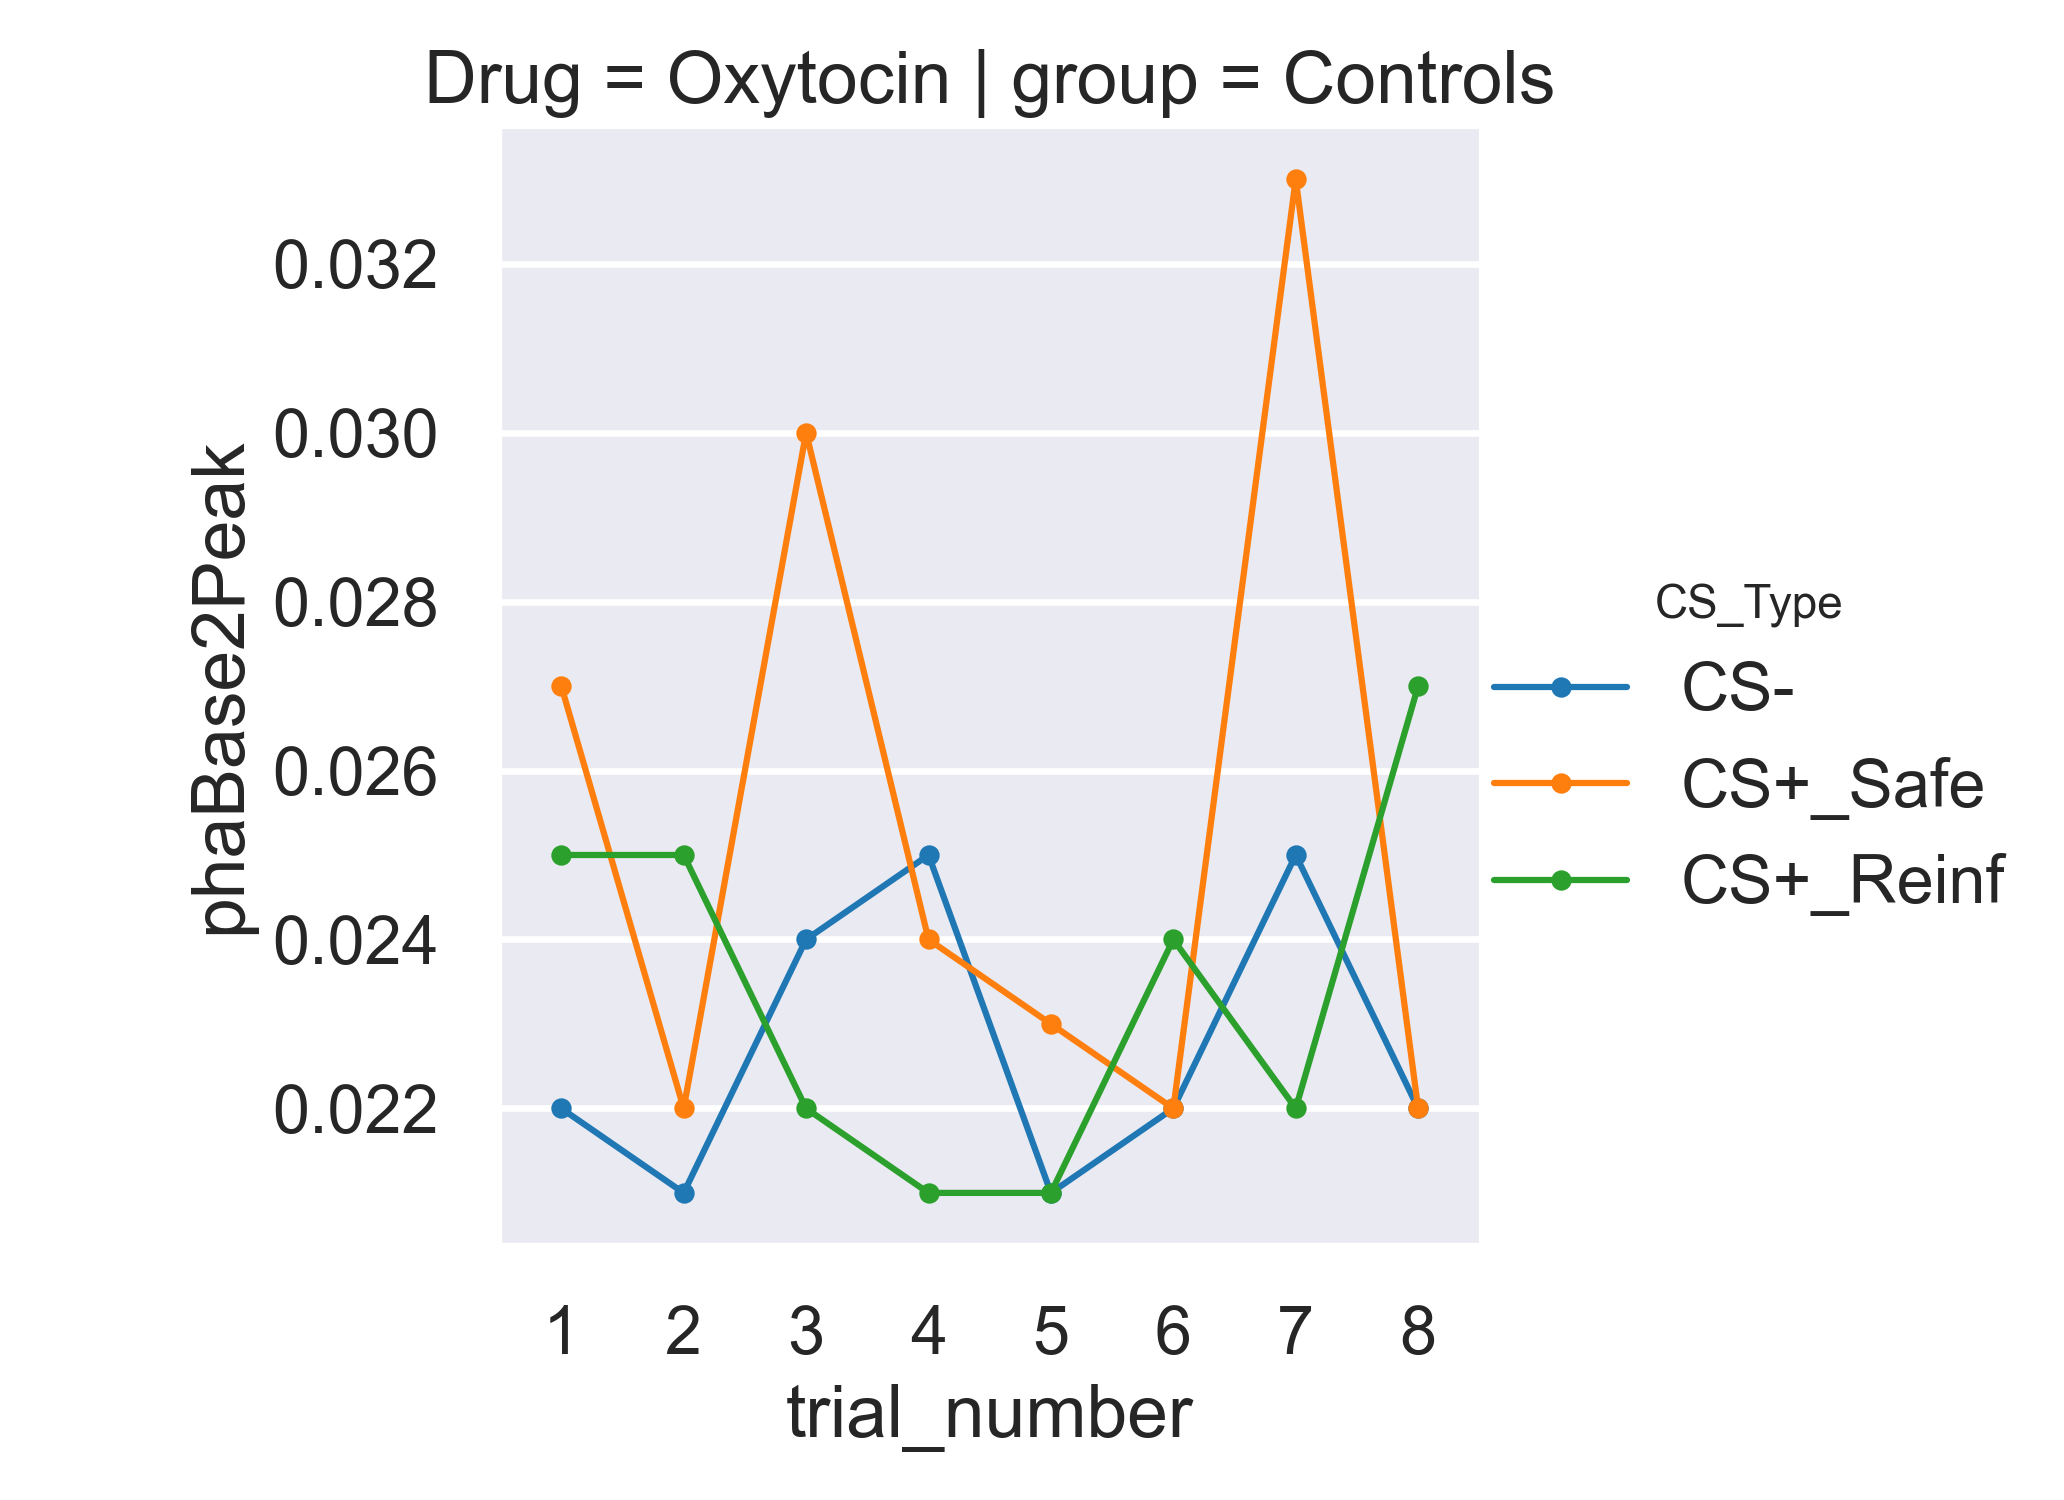 Drug = Oxytocin | group = Controls
phaBase2Peak
0.032
0.030
0.028
0.026
0.024
0.022
1 2 3 4 5 6 7 8
trial_number
CS_Type
CS-
CS+_Safe
CS+_Reinf